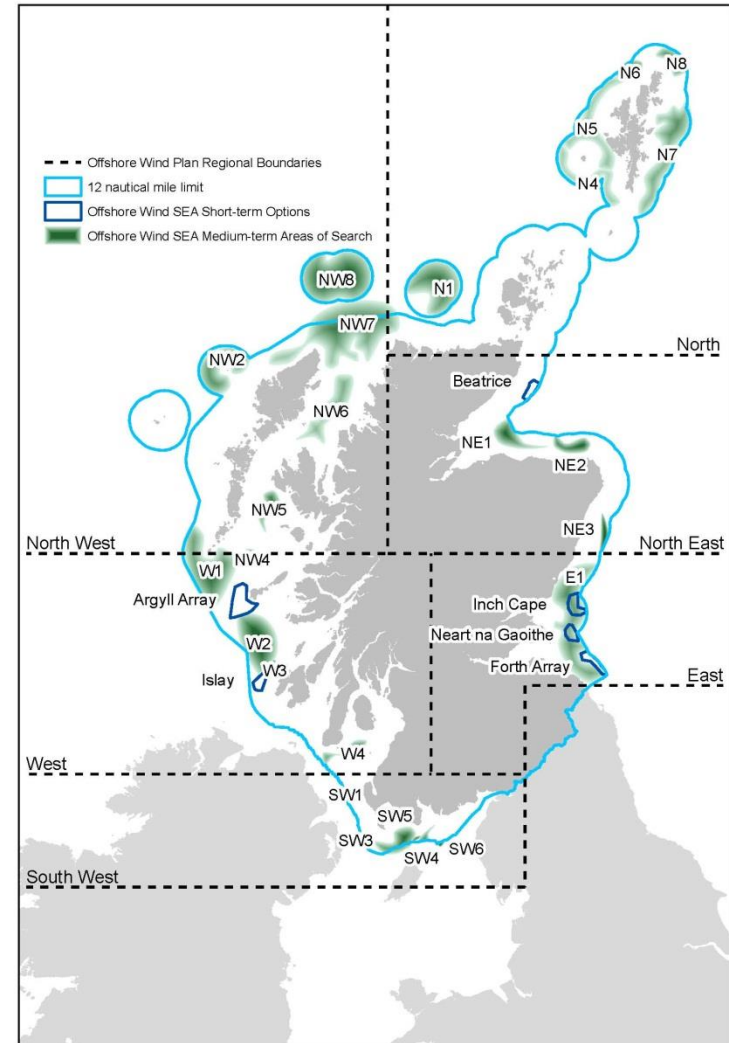 N8
N6
N5
N7
N4
Offshore Wind Plan Regional Boundaries
12 nautical mile limit
Offshore Wind SEA Short-term Options
Offshore Wind SEA Medium-term Areas of Search
NW8
N1
NW7
North
NW2
Beatrice
NW6
NE1
NE2
NW5
NE3
North West
NW4
North East
W1
E1
Argyll Array
Inch Cape
W2
Neart na Gaoithe
W3
Forth Array
Islay
East
W4
West
SW1
SW5
SW3
SW4
SW6
South West